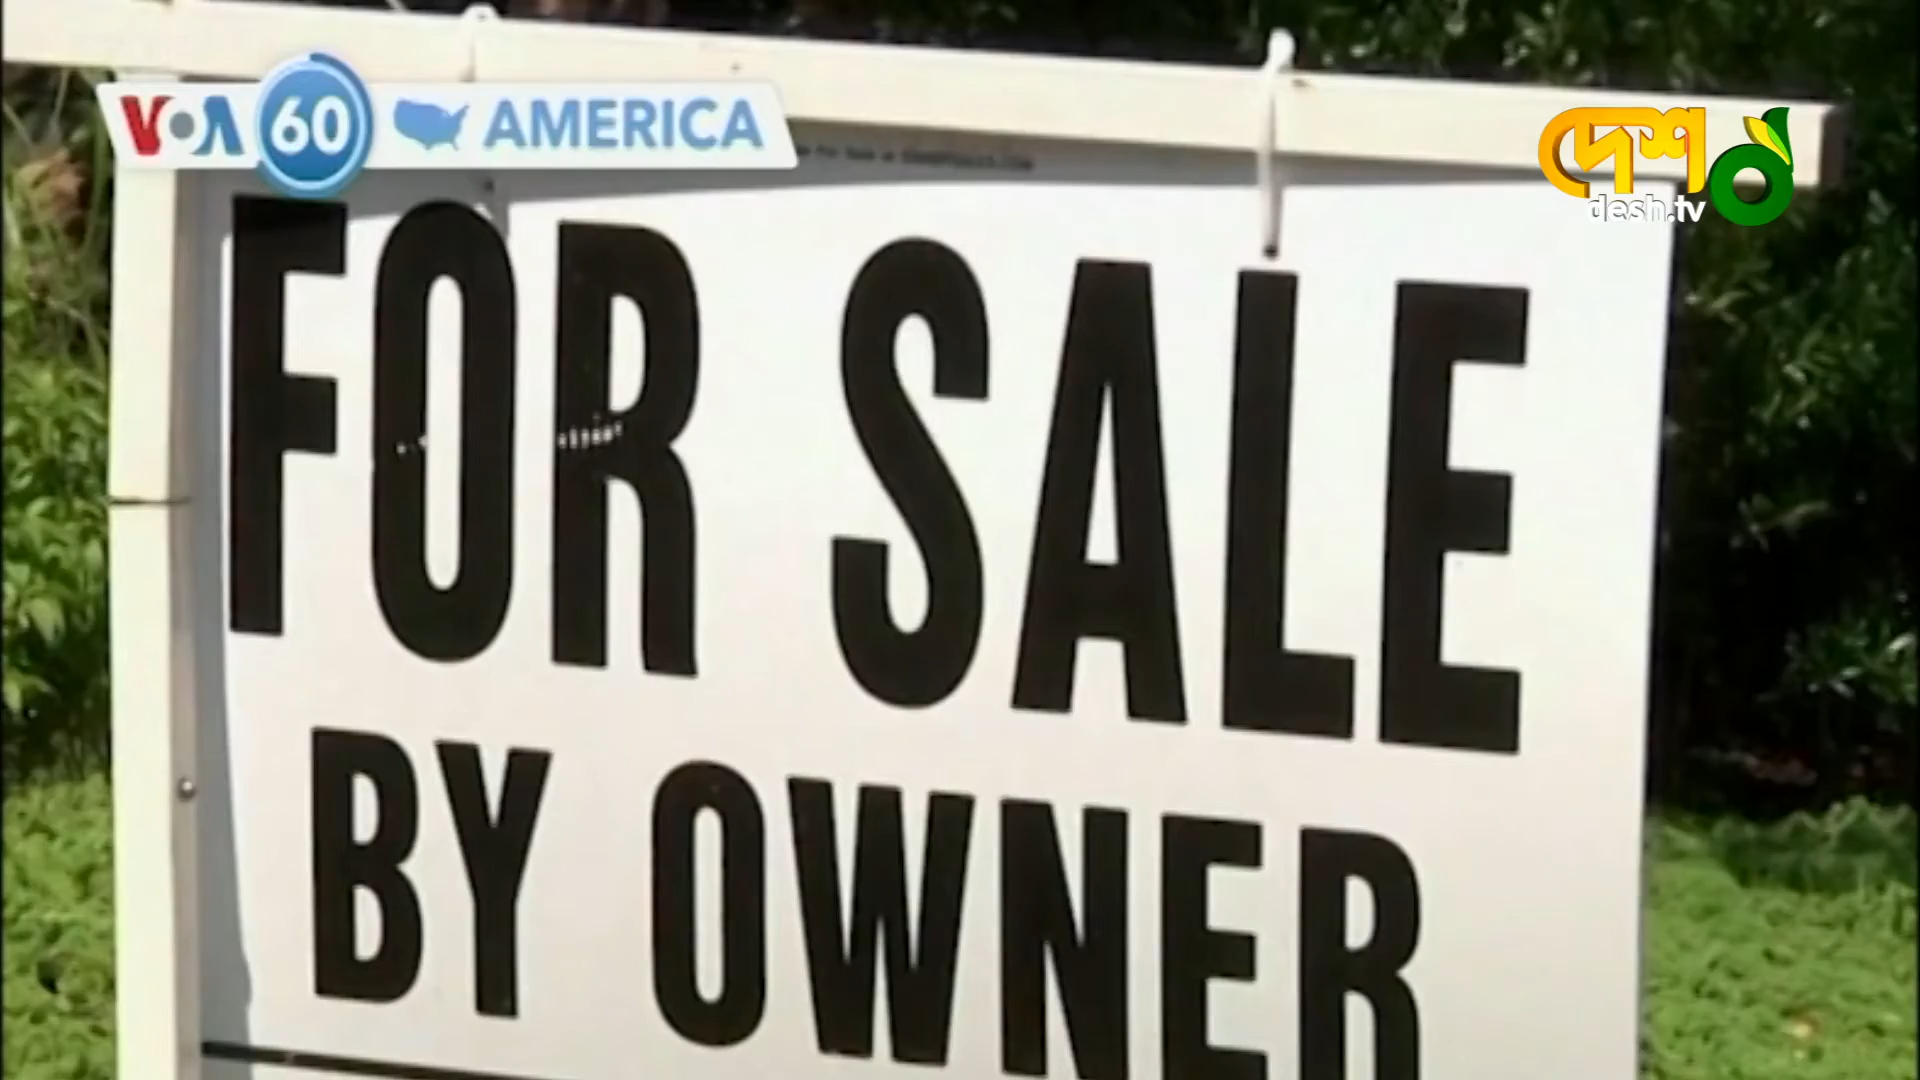 VOA 60 AMERICA
দেশ
desh.tv
FOR SALE
BY OWNER